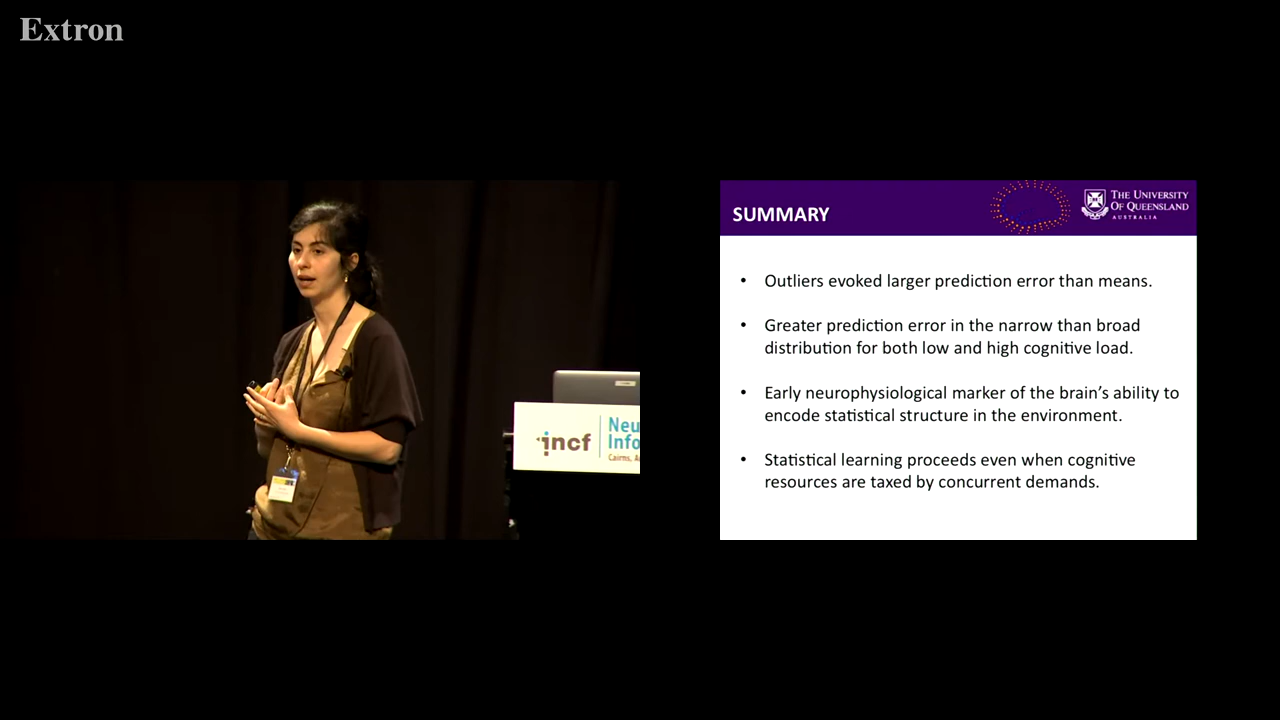 Extron
incf
Neu
Info
Cairns, A
SUMMARY
THE UNIVERSITY
OF QUEENSLAND
AUSTRALIA
• Outliers evoked larger prediction error than means.
• Greater prediction error in the narrow than broad
distribution for both low and high cognitive load.
• Early neurophysiological marker of the brain's ability to
encode statistical structure in the environment.
• Statistical learning proceeds even when cognitive
resources are taxed by concurrent demands.